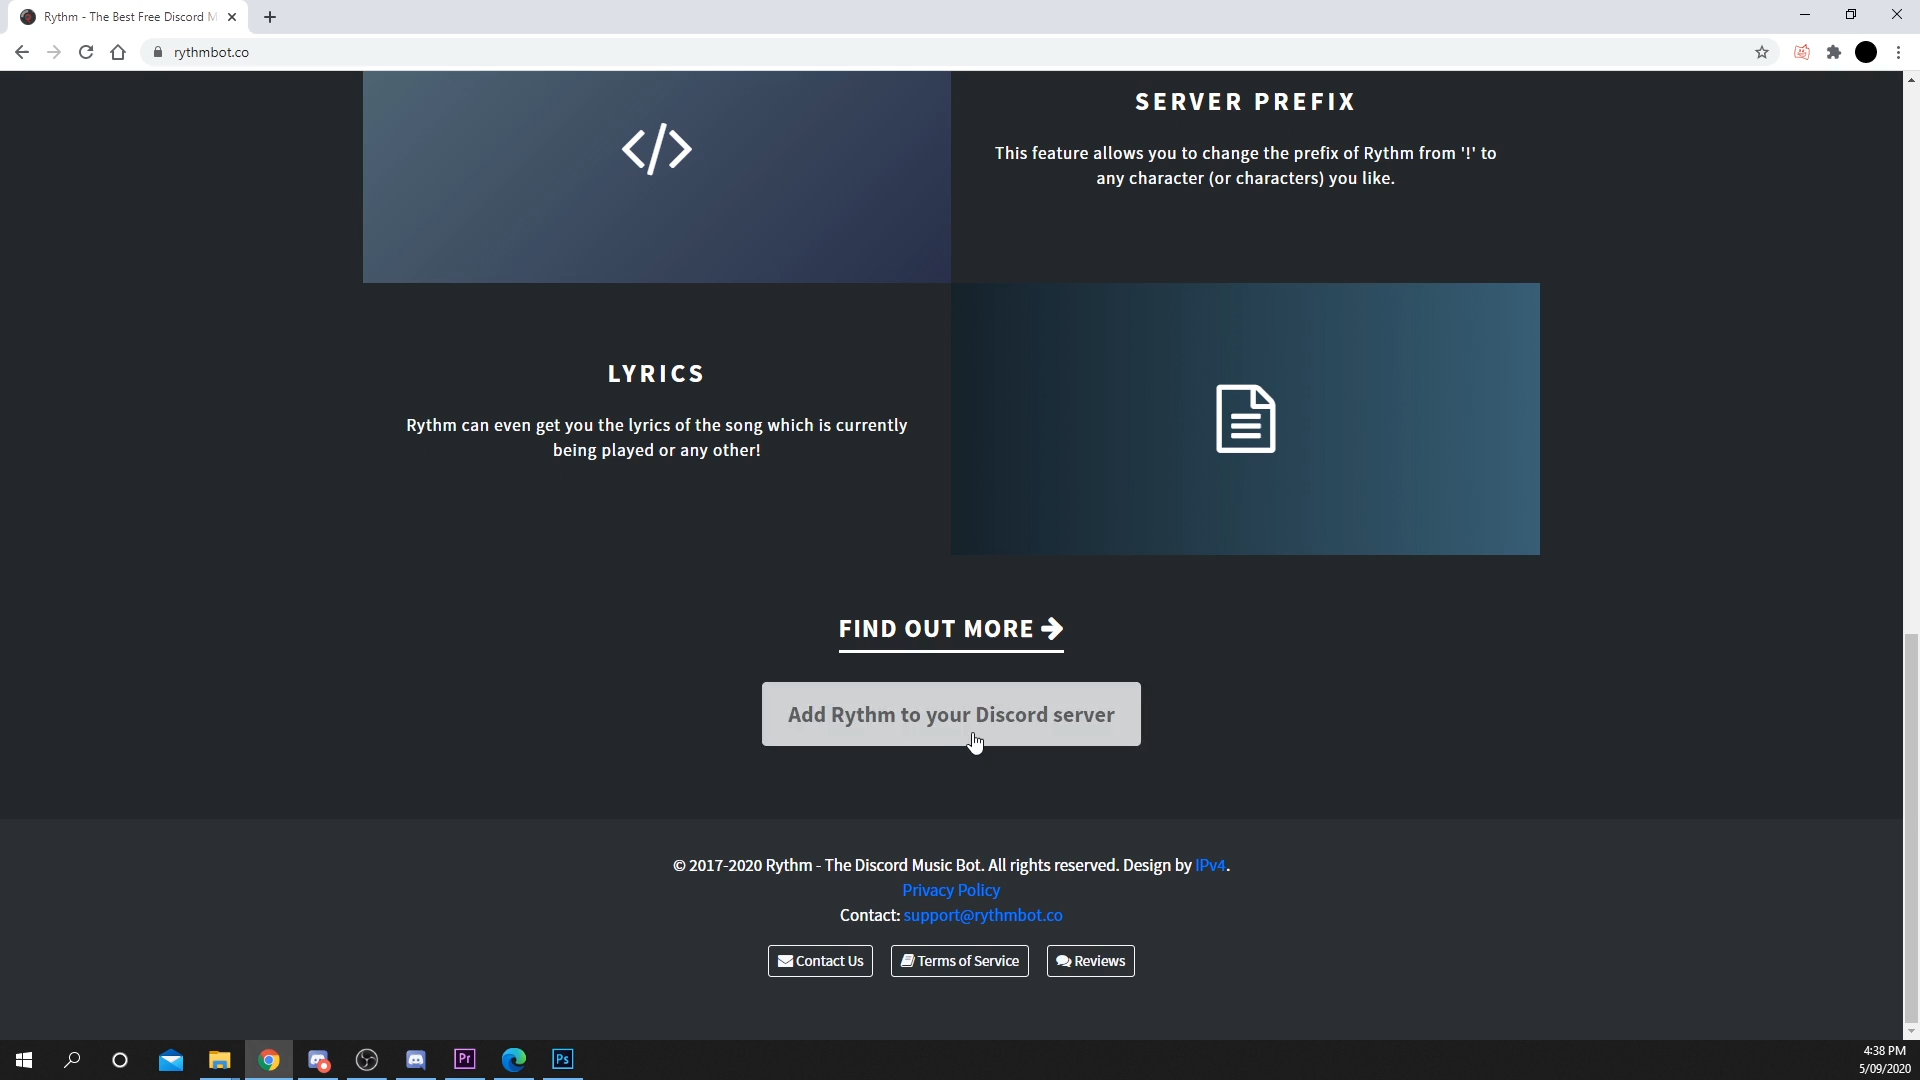 Rythm - The Best Free Discord M
rythmbot.co
SERVER PREFIX
This feature allows you to change the prefix of Rythm from '!' to
any character (or characters) you like.
LYRICS
Rythm can even get you the lyrics of the song which is currently
being played or any other!
FIND OUT MORE
Add Rythm to your Discord server
© 2017-2020 Rythm - The Discord Music Bot. All rights reserved. Design by IPv4.
Privacy Policy
Contact: support@rythmbot.co
Contact Us
Terms of Service
Reviews
Pr
Ps
4:38 PM
5/09/2020